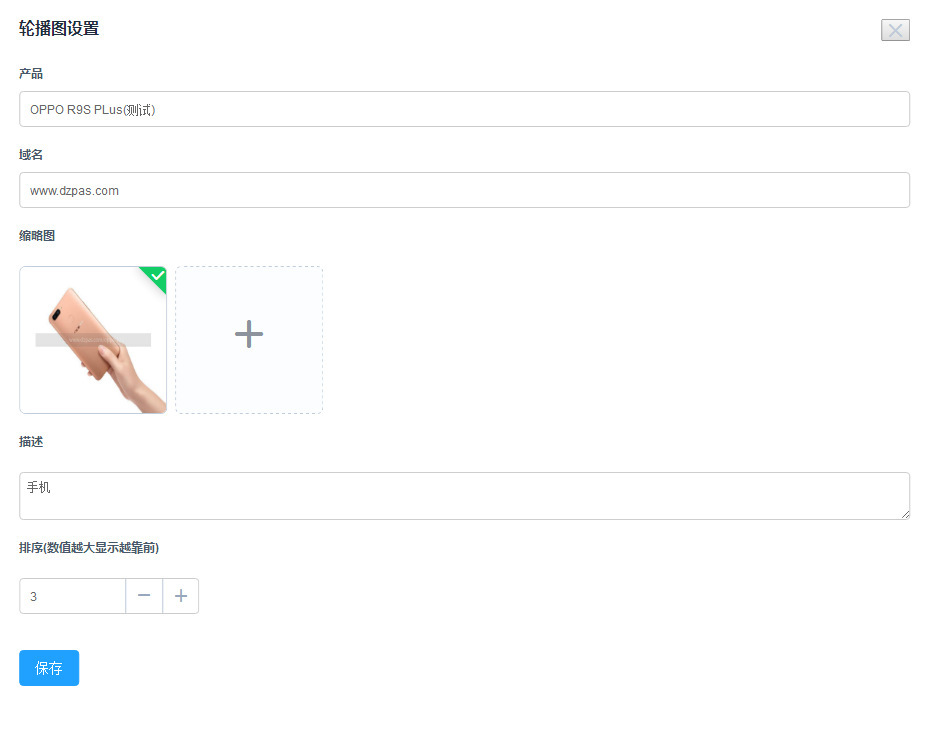 轮播图设置
产品
OPPO R9S PLus(测试)
域名
www.dzpas.com
缩略图
描述
手机
排序(数值越大显示越靠前)
3
保存